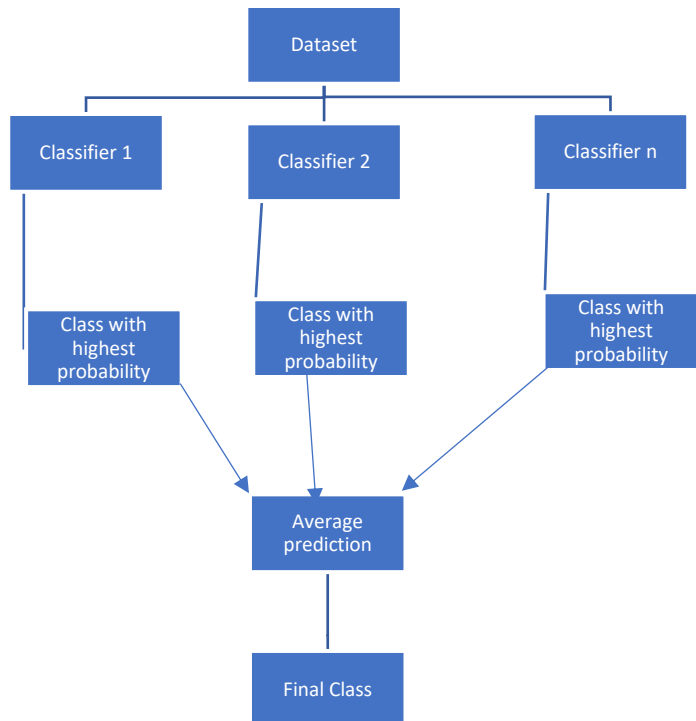 Dataset
Classifier 1
Classifier 2
Classifier n
Class with
highest
probability
Class with
highest
probability
Class with
highest
probability
Average
prediction
Final Class